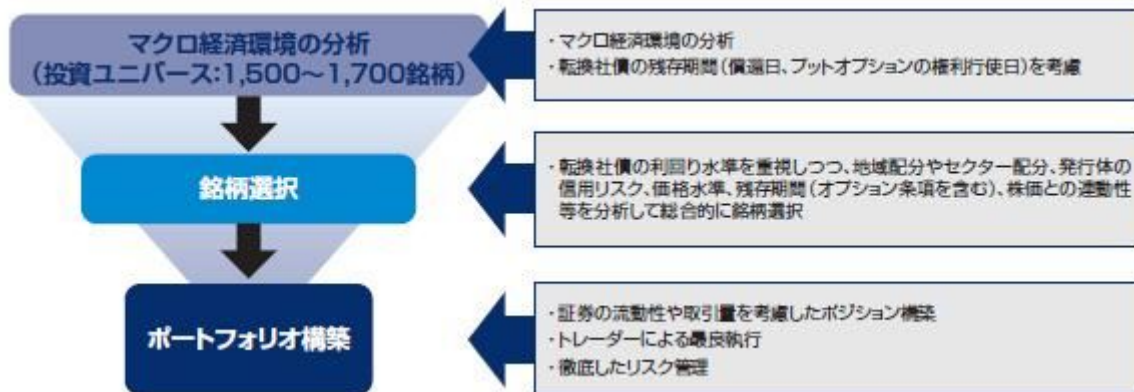 マクロ経済環境の分析
(投資ユニバース:1,500～1,700銘柄)
・マクロ経済環境の分析
・転換社債の残存期間(償還日、プットオプションの権利行使日)を考慮
銘柄選択
・転換社債の利回り水準を重視しつつ、地域配分やセクター配分、発行体の
信用リスク、価格水準、残存期間(オプション条項を含む)、株価との連動性
等を分析して総合的に銘柄選択
ポートフォリオ構築
・証券の流動性や取引量を考慮したポジション構築
・トレーダーによる最良執行
・徹底したリスク管理